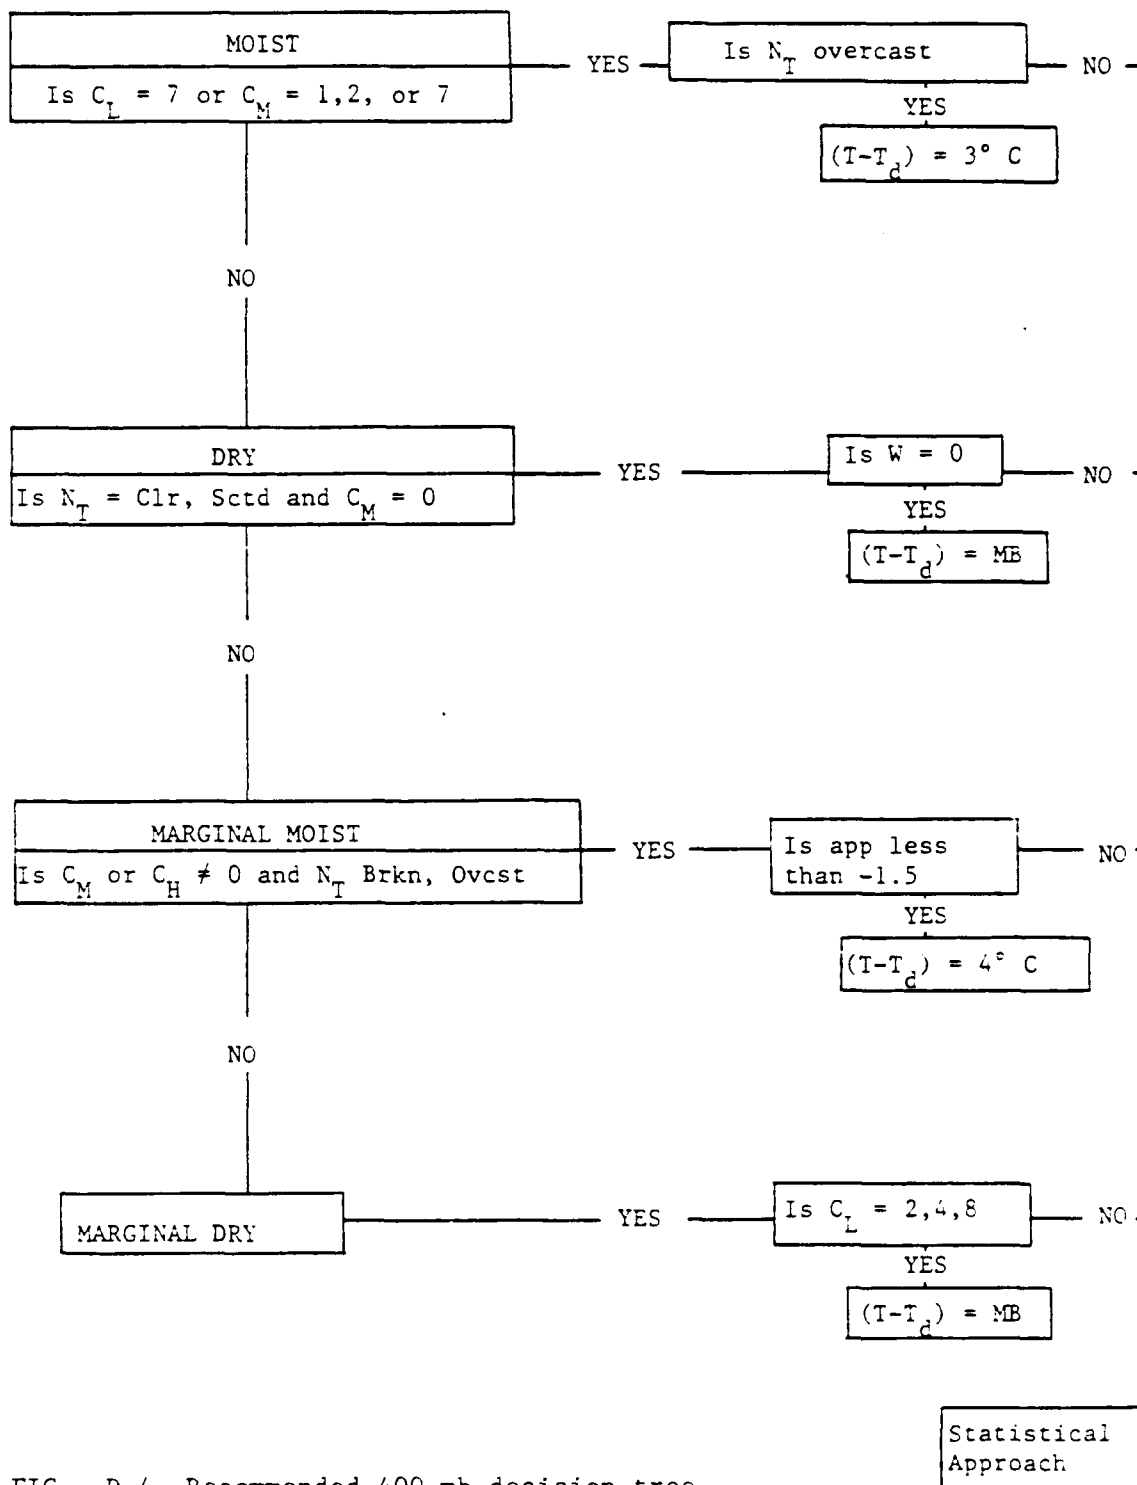 MOIST
Is C_L = 7 or C_M = 1,2, or 7
YES
Is N_T overcast
NO
YES
(T-T_d) = 3° C
NO
DRY
Is N_T = Clr, Sctd and C_M = 0
YES
Is W = 0
NO
YES
(T-T_d) = MB
NO
MARGINAL MOIST
Is C_M or C_H ≠ 0 and N_T Brkn, Ovcst
YES
Is app less
than -1.5
NO
YES
(T-T_d) = 4° C
NO
MARGINAL DRY
YES
Is C_L = 2,4,8
NO
YES
(T-T_d) = MB
Statistical
Approach
FIG. D.4. Recommended 400 mb decision tree